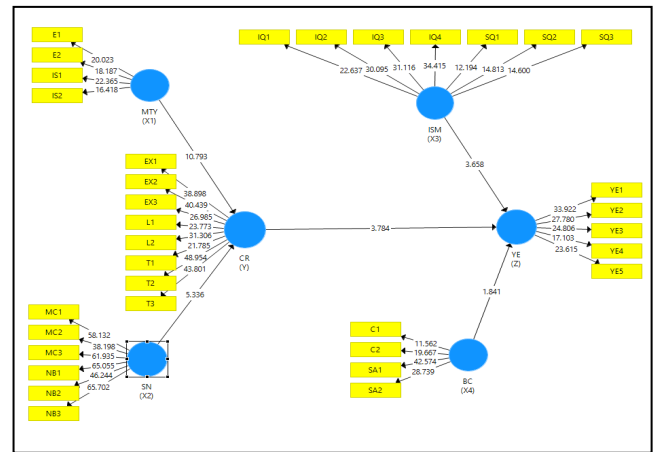 E1
E2
IS1
IS2
20.023
18.187
22.365
16.418
MTY
(X1)
IQ1
IQ2
IQ3
IQ4
SQ1
SQ2
SQ3
22.637
30.095
31.116
34.415
12.194
14.813
14.600
ISM
(X3)
10.793
3.658
EX1
EX2
EX3
L1
L2
T1
T2
T3
38.898
40.439
26.985
23.773
31.306
21.785
48.954
43.801
CR
(Y)
3.784
YE1
YE2
YE3
YE4
YE5
33.922
27.780
24.806
17.103
23.615
YE
(Z)
5.336
1.841
MC1
MC2
MC3
NB1
NB2
NB3
58.132
38.198
61.935
65.055
46.244
65.702
SN
(X2)
C1
C2
SA1
SA2
11.562
19.667
42.574
28.739
BC
(X4)